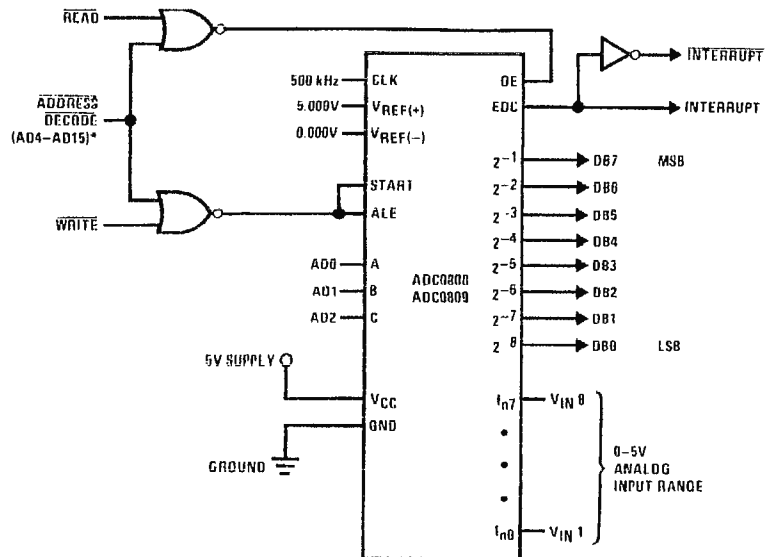 READ
ADDRESS
DECODE
(AD4–AD15)*
WRITE
500 kHz
CLK
5.000V
VREF(+)
0.000V
VREF(−)
START
ALE
AD0
A
AD1
B
AD2
C
5V SUPPLY
VCC
GND
GROUND
ADC0808
ADC0809
OE
EOC
INTERRUPT
INTERRUPT
2−1
DB7
MSB
2−2
DB6
2−3
DB5
2−4
DB4
2−5
DB3
2−6
DB2
2−7
DB1
2−8
DB0
LSB
In7
VIN 8
0–5V
ANALOG
INPUT RANGE
In0
VIN 1